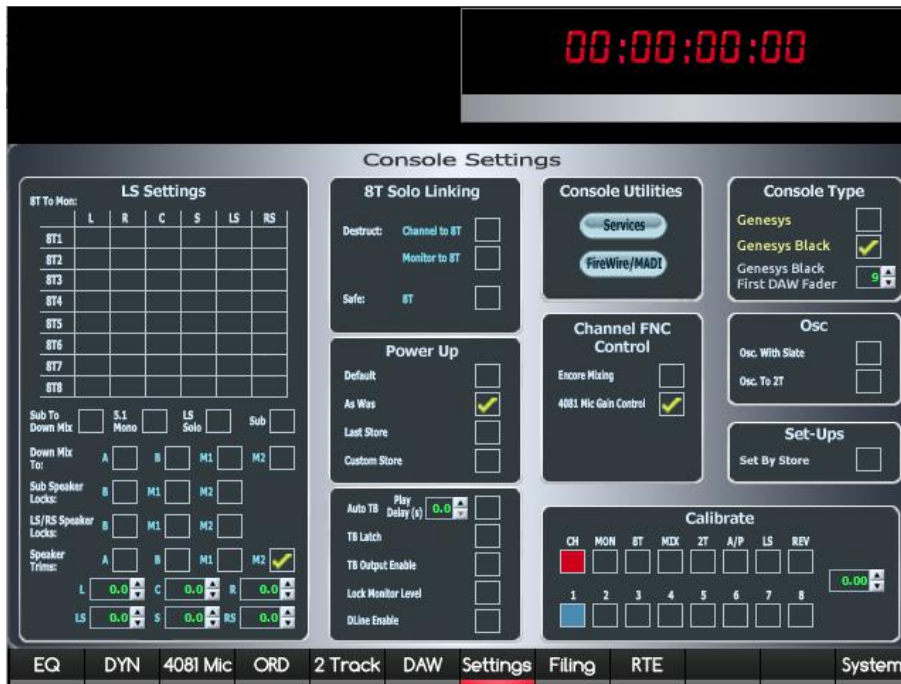 00:00:00:00
Console Settings
LS Settings
8T To Mon:
L R C S LS RS
8T1
8T2
8T3
8T4
8T5
8T6
8T7
8T8
Sub To Down Mix 5.1 Mono LS Solo Sub
Down Mix To: A B M1 M2
Sub Speaker Locks: B M1 M2
LS/RS Speaker Locks: B M1 M2
Speaker Trims: A B M1 M2
L 0.0 C 0.0 R 0.0
LS 0.0 S 0.0 RS 0.0
8T Solo Linking
Destruct: Channel to 8T
Monitor to 8T
Safe: 8T
Power Up
Default
As Was
Last Store
Custom Store
Auto TB Play Delay (s) 0.0
TB Latch
TB Output Enable
Lock Monitor Level
DLine Enable
Console Utilities
Services
FireWire/MADI
Channel FNC
Control
Encore Mixing
4081 Mic Gain Control
Console Type
Genesys
Genesys Black
Genesys Black
First DAW Fader 9
Osc
Osc. With Slate
Osc. To 2T
Set-Ups
Set By Store
Calibrate
CH MON 8T MIX 2T A/P LS REV
1 2 3 4 5 6 7 8
0.00
EQ DYN 4081 Mic ORD 2 Track DAW Settings Filing RTE System